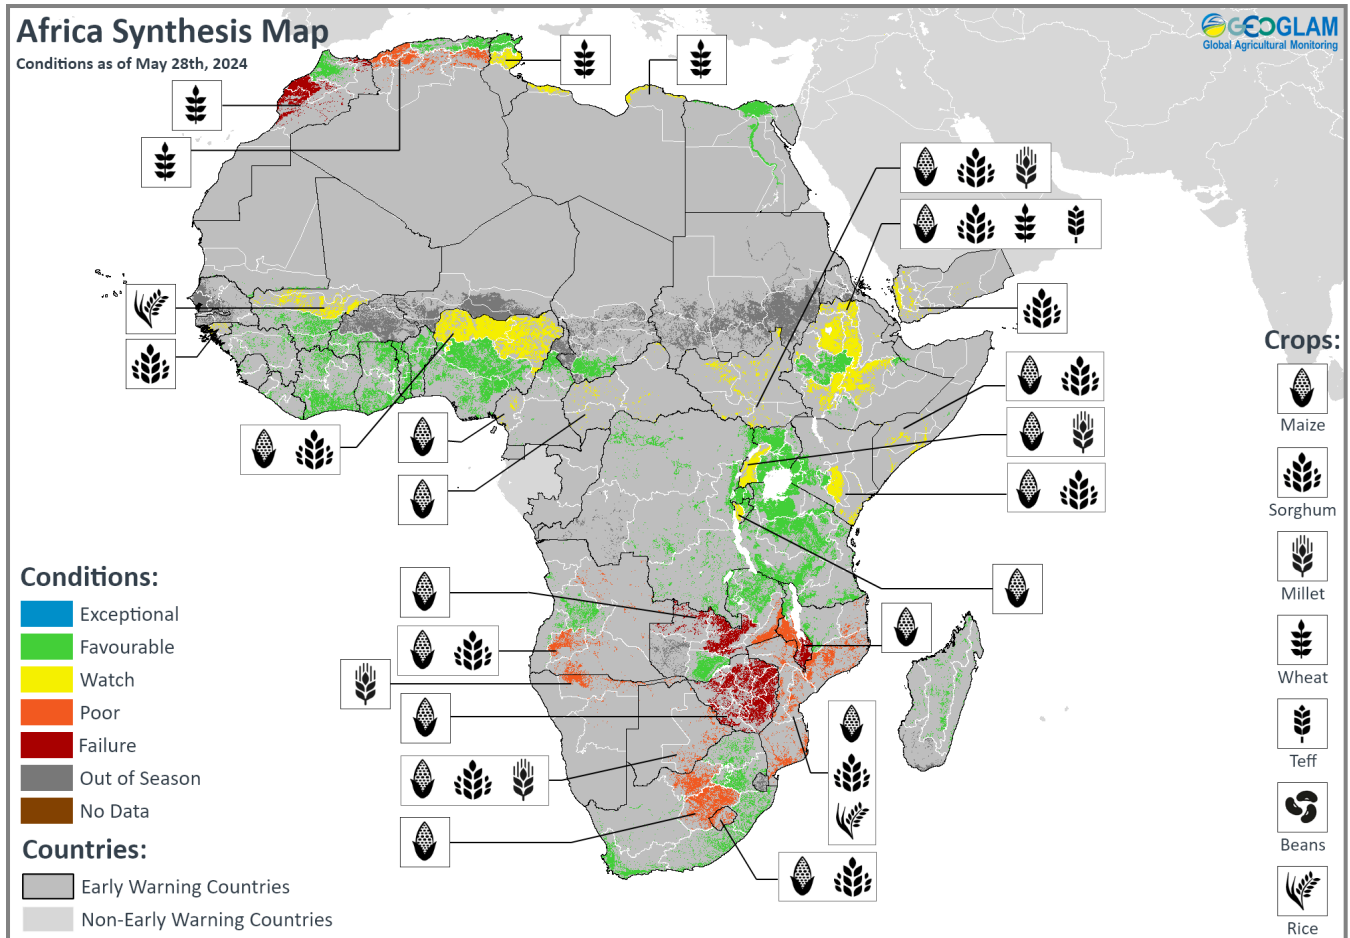 Africa Synthesis Map
Conditions as of May 28th, 2024
GEOGLAM
Global Agricultural Monitoring
Crops:
Maize
Sorghum
Millet
Wheat
Teff
Beans
Rice
Conditions:
Exceptional
Favourable
Watch
Poor
Failure
Out of Season
No Data
Countries:
Early Warning Countries
Non-Early Warning Countries